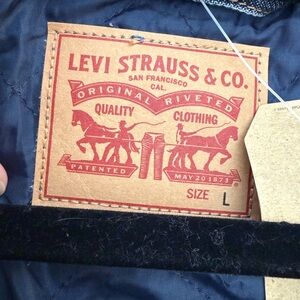 LEVI STRAUSS & CO.
SAN FRANCISCO
CAL.
ORIGINAL RIVETED
QUALITY CLOTHING
PATENTED MAY 20 1873
SIZE L